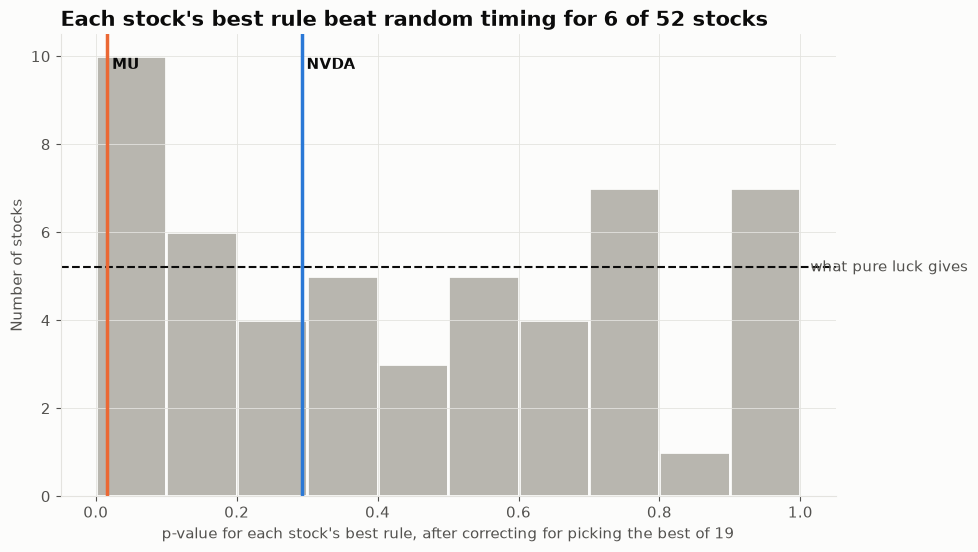 Each stock's best rule beat random timing for 6 of 52 stocks
MU
NVDA
what pure luck gives
Number of stocks
10
8
6
4
2
0
0.0
0.2
0.4
0.6
0.8
1.0
p-value for each stock's best rule, after correcting for picking the best of 19